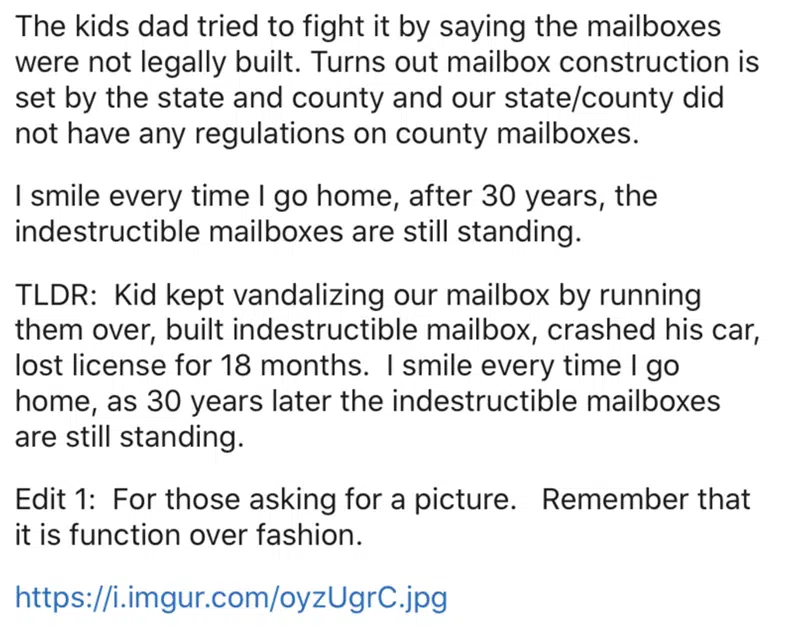 The kids dad tried to fight it by saying the mailboxes
were not legally built. Turns out mailbox construction is
set by the state and county and our state/county did
not have any regulations on county mailboxes.
I smile every time I go home, after 30 years, the
indestructible mailboxes are still standing.
TLDR:  Kid kept vandalizing our mailbox by running
them over, built indestructible mailbox, crashed his car,
lost license for 18 months.  I smile every time I go
home, as 30 years later the indestructible mailboxes
are still standing.
Edit 1:  For those asking for a picture.   Remember that
it is function over fashion.
https://i.imgur.com/oyzUgrC.jpg